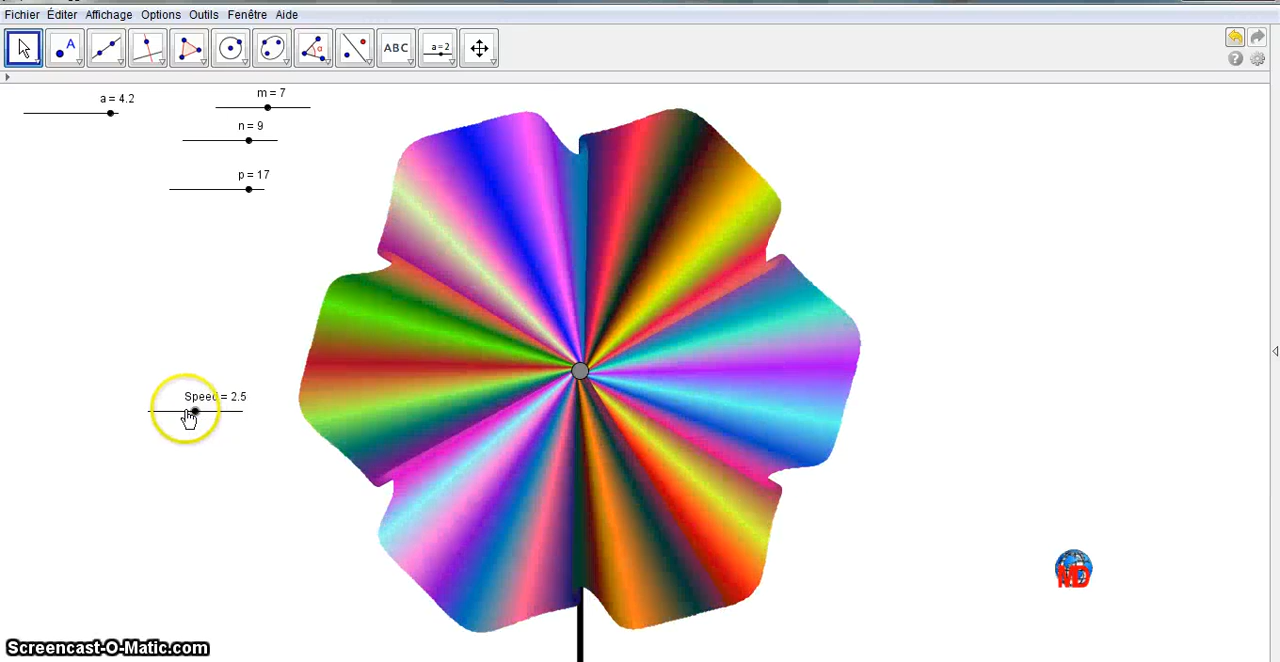 Fichier Éditer Affichage Options Outils Fenêtre Aide
A ABC a=2
a = 4.2
m = 7
n = 9
p = 17
Speed = 2.5
MD
Screencast-O-Matic.com